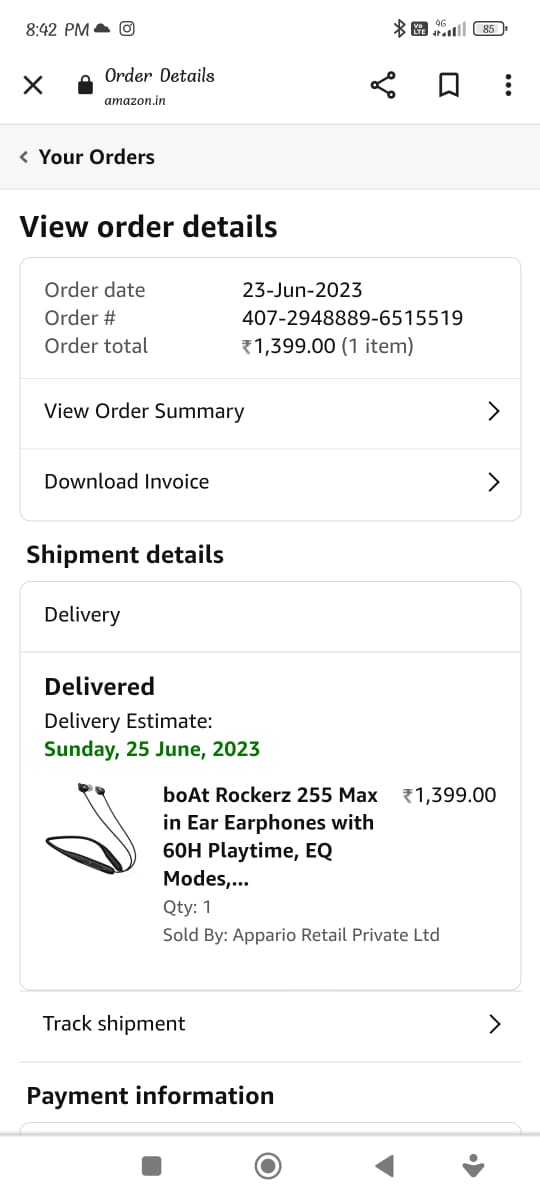 8:42 PM
Vo LTE 4G 85
Order Details
amazon.in
Your Orders
View order details
Order date 23-Jun-2023
Order # 407-2948889-6515519
Order total ₹1,399.00 (1 item)
View Order Summary
Download Invoice
Shipment details
Delivery
Delivered
Delivery Estimate:
Sunday, 25 June, 2023
boAt Rockerz 255 Max ₹1,399.00
in Ear Earphones with
60H Playtime, EQ
Modes,...
Qty: 1
Sold By: Appario Retail Private Ltd
Track shipment
Payment information